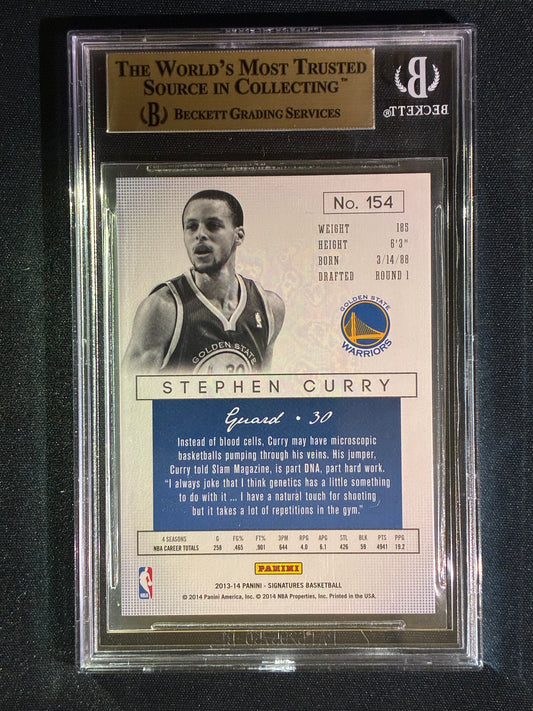 THE WORLD'S MOST TRUSTED
SOURCE IN COLLECTING™
B BECKETT GRADING SERVICES
B
BECKETT®
No. 154
WEIGHT 185
HEIGHT 6'3"
BORN 3/14/88
DRAFTED ROUND 1
GOLDEN STATE
WARRIORS
GOLDEN STATE
30
STEPHEN CURRY
Guard • 30
Instead of blood cells, Curry may have microscopic
basketballs pumping through his veins. His jumper,
Curry told Slam Magazine, is part DNA, part hard work.
"I always joke that I think genetics has a little something
to do with it ... I have a natural touch for shooting
but it takes a lot of repetitions in the gym."
4 SEASONS G FG% FT% 3PM RPG APG STL BLK PTS PPG
NBA CAREER TOTALS 258 .465 .901 644 4.0 6.1 426 59 4941 19.2
PANINI
NBA
2013-14 PANINI - SIGNATURES BASKETBALL
© 2014 Panini America, Inc. © 2014 NBA Properties, Inc. Printed in the USA.